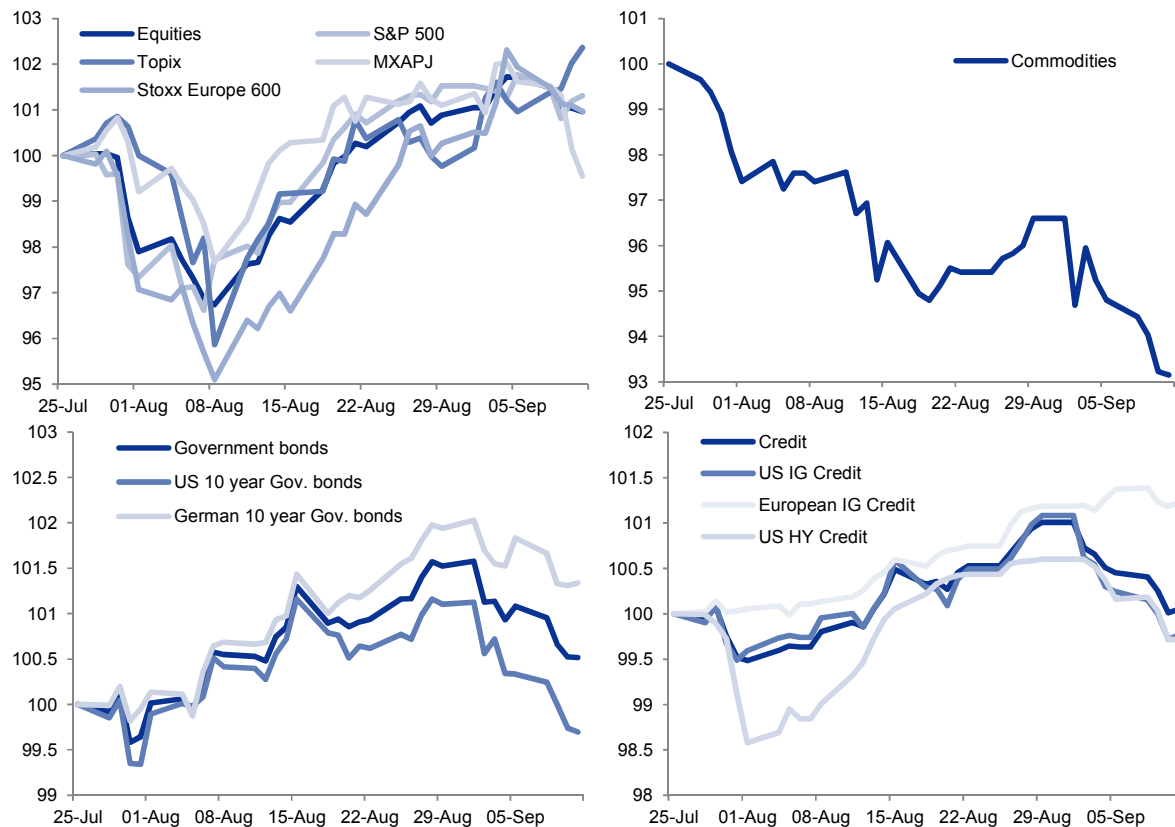 103
102
101
100
99
98
97
96
95
Equities
S&P 500
Topix
MXAPJ
Stoxx Europe 600
25-Jul 01-Aug 08-Aug 15-Aug 22-Aug 29-Aug 05-Sep
100
99
98
97
96
95
94
93
Commodities
25-Jul 01-Aug 08-Aug 15-Aug 22-Aug 29-Aug 05-Sep
103
102.5
102
101.5
101
100.5
100
99.5
99
Government bonds
US 10 year Gov. bonds
German 10 year Gov. bonds
25-Jul 01-Aug 08-Aug 15-Aug 22-Aug 29-Aug 05-Sep
102
101.5
101
100.5
100
99.5
99
98.5
98
Credit
US IG Credit
European IG Credit
US HY Credit
25-Jul 01-Aug 08-Aug 15-Aug 22-Aug 29-Aug 05-Sep